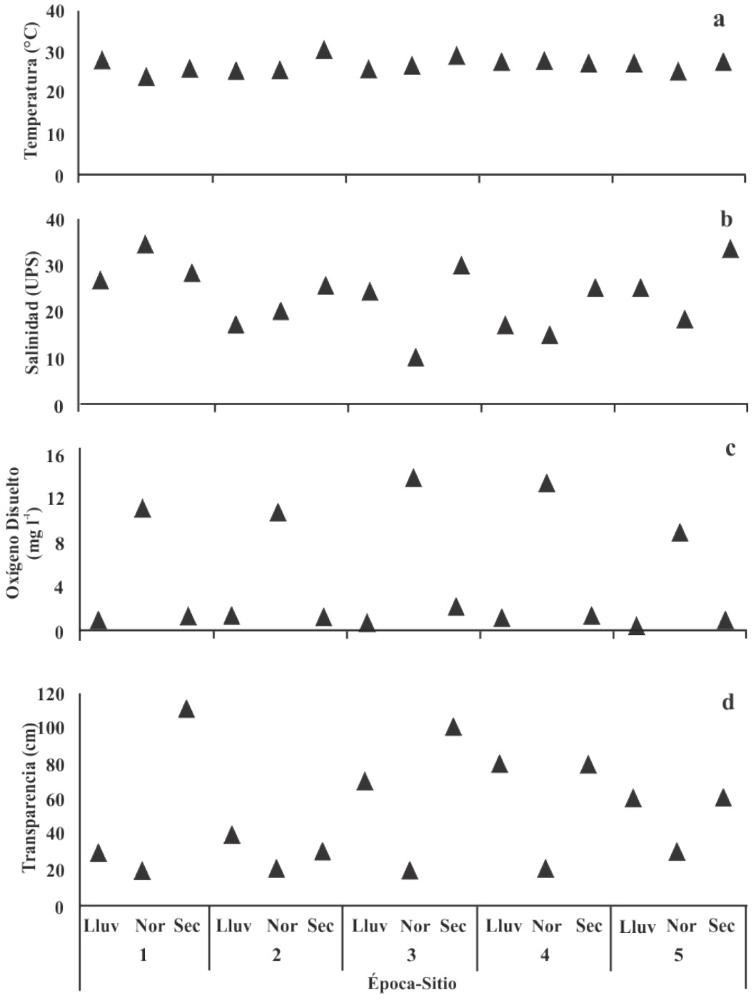 a
Temperatura (°C)
40
30
20
10
0
b
Salinidad (UPS)
40
30
20
10
0
c
Oxígeno Disuelto
(mg l⁻¹)
16
12
8
4
0
d
Transparencia (cm)
120
100
80
60
40
20
0
Lluv Nor Sec Lluv Nor Sec Lluv Nor Sec Lluv Nor Sec Lluv Nor Sec
1 2 3 4 5
Época-Sitio